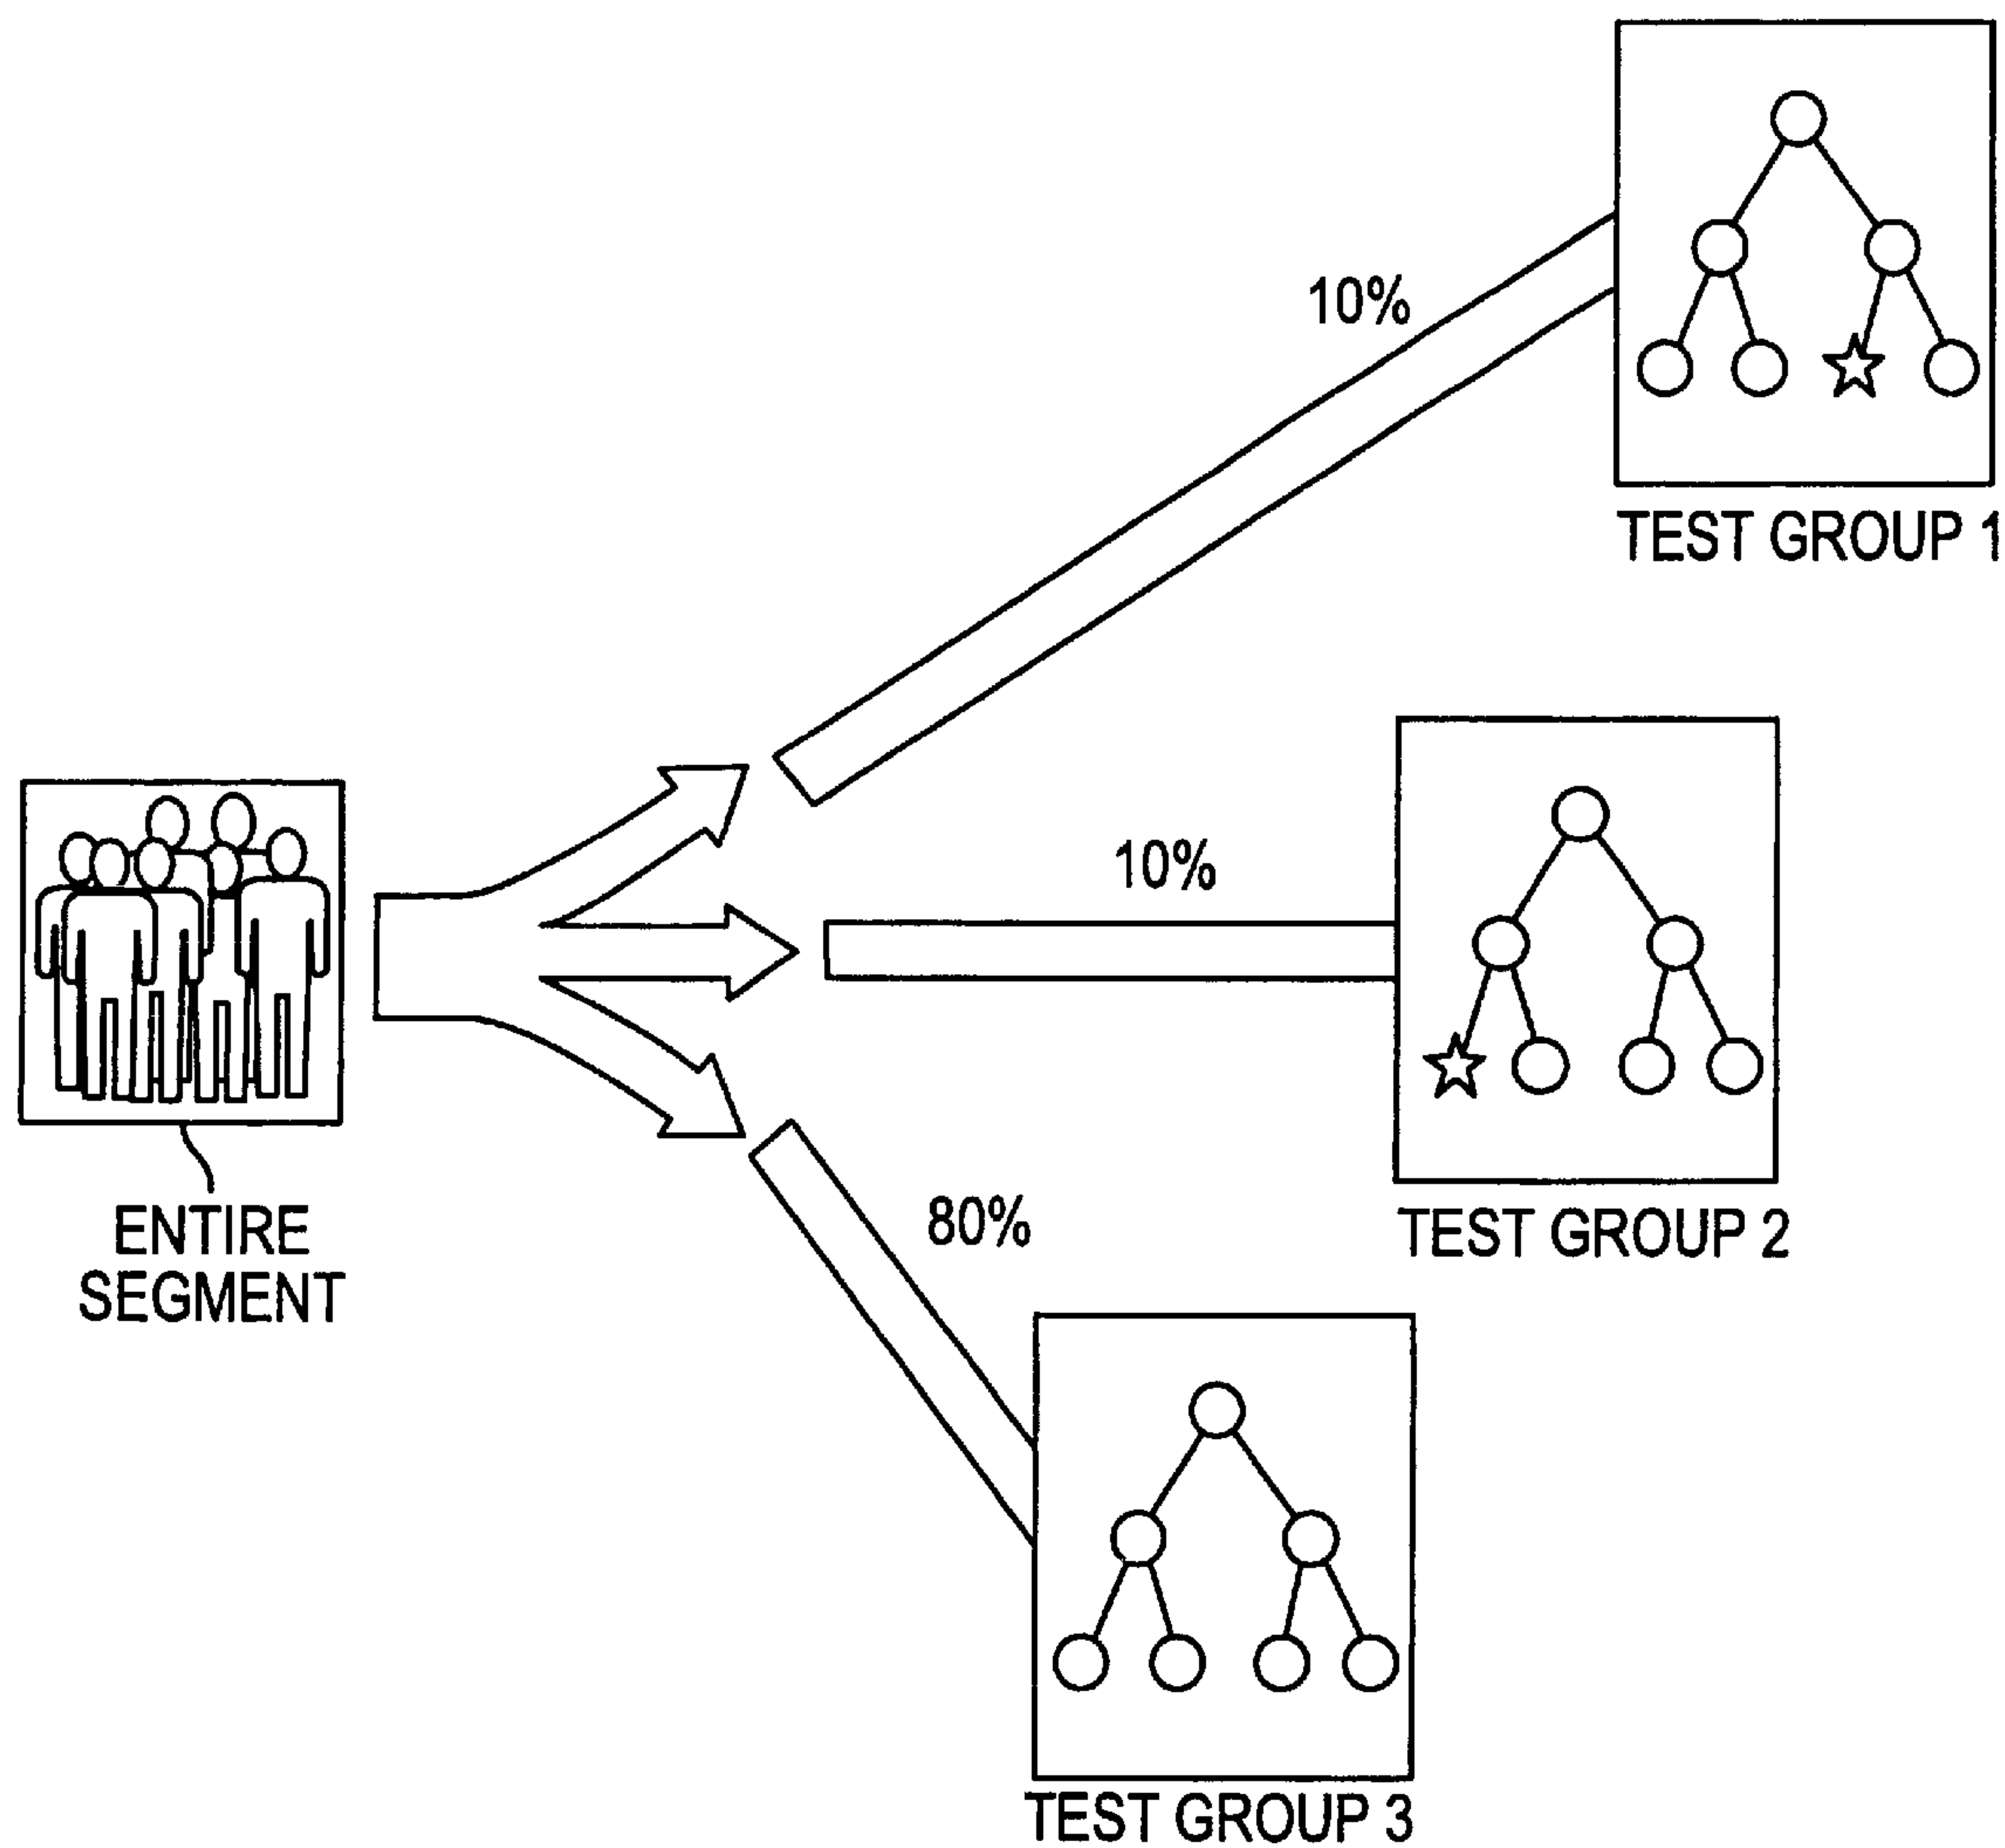 10%
TEST GROUP 1
10%
TEST GROUP 2
ENTIRE
SEGMENT
80%
TEST GROUP 3